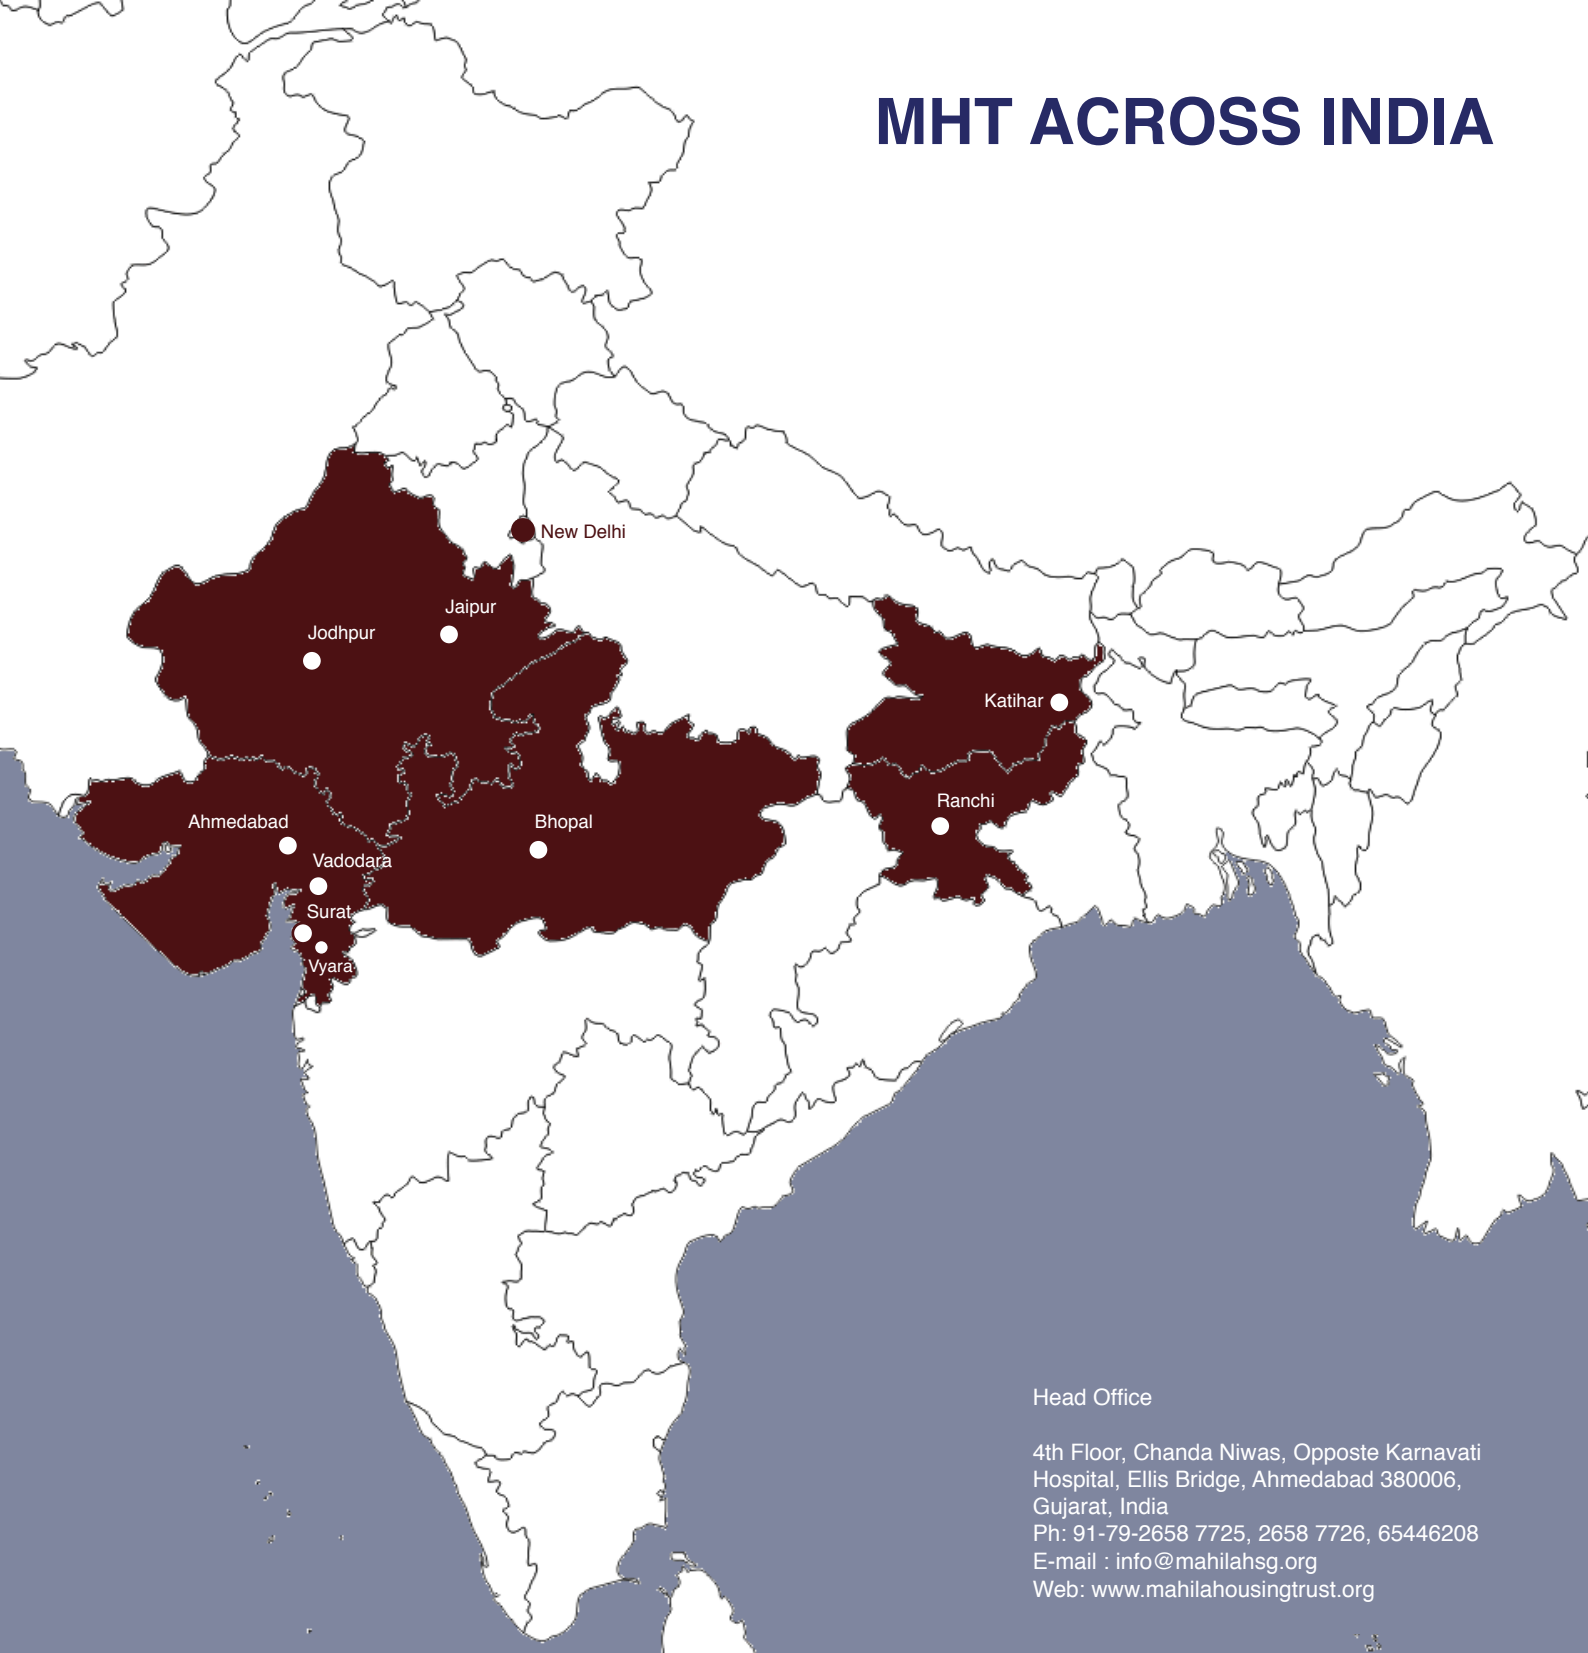 MHT ACROSS INDIA
New Delhi
Jaipur
Jodhpur
Katihar
Ranchi
Ahmedabad
Bhopal
Vadodara
Surat
Vyara
Head Office
4th Floor, Chanda Niwas, Opposte Karnavati
Hospital, Ellis Bridge, Ahmedabad 380006,
Gujarat, India
Ph: 91-79-2658 7725, 2658 7726, 65446208
E-mail : info@mahilahsg.org
Web: www.mahilahousingtrust.org